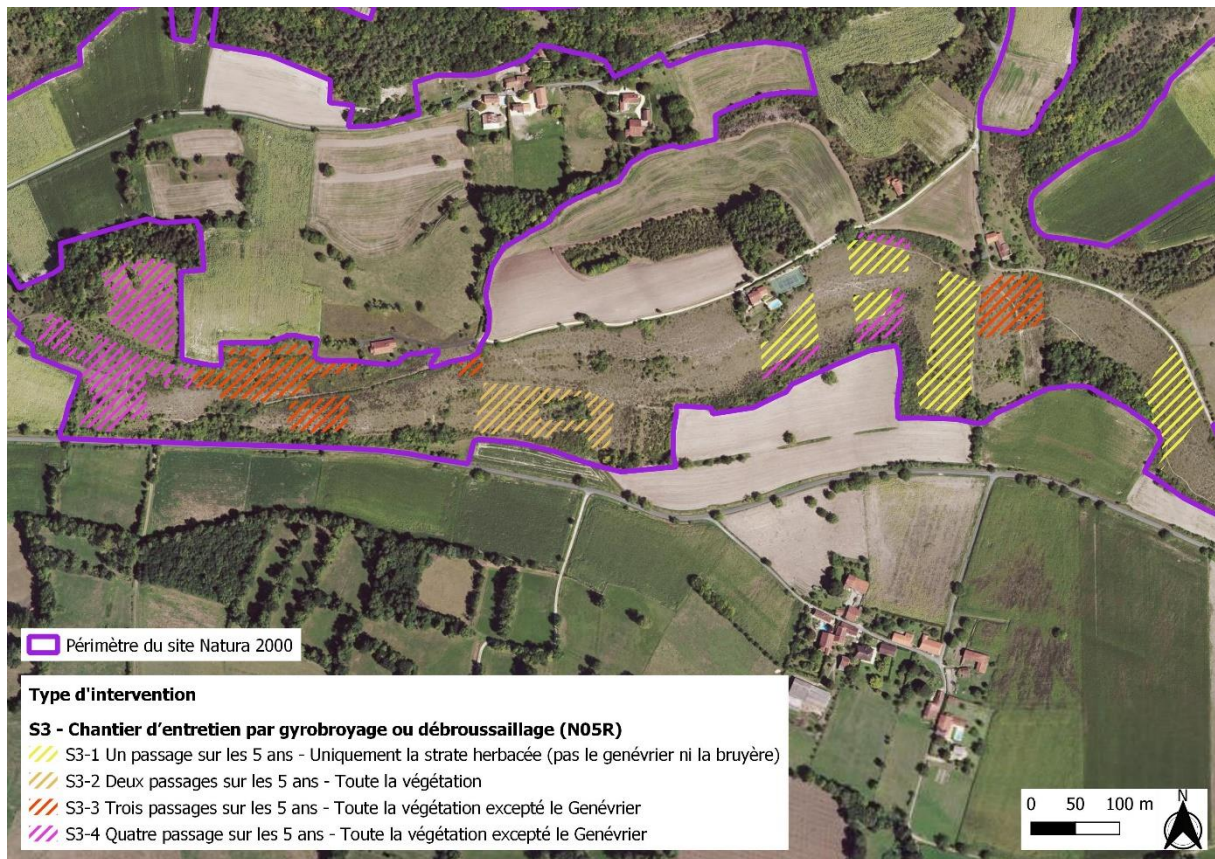 Périmètre du site Natura 2000
Type d'intervention
S3 - Chantier d’entretien par gyrobroyage ou débroussaillage (N05R)
S3-1 Un passage sur les 5 ans - Uniquement la strate herbacée (pas le genévrier ni la bruyère)
S3-2 Deux passages sur les 5 ans - Toute la végétation
S3-3 Trois passages sur les 5 ans - Toute la végétation excepté le Genévrier
S3-4 Quatre passage sur les 5 ans - Toute la végétation excepté le Genévrier
0 50 100 m
N